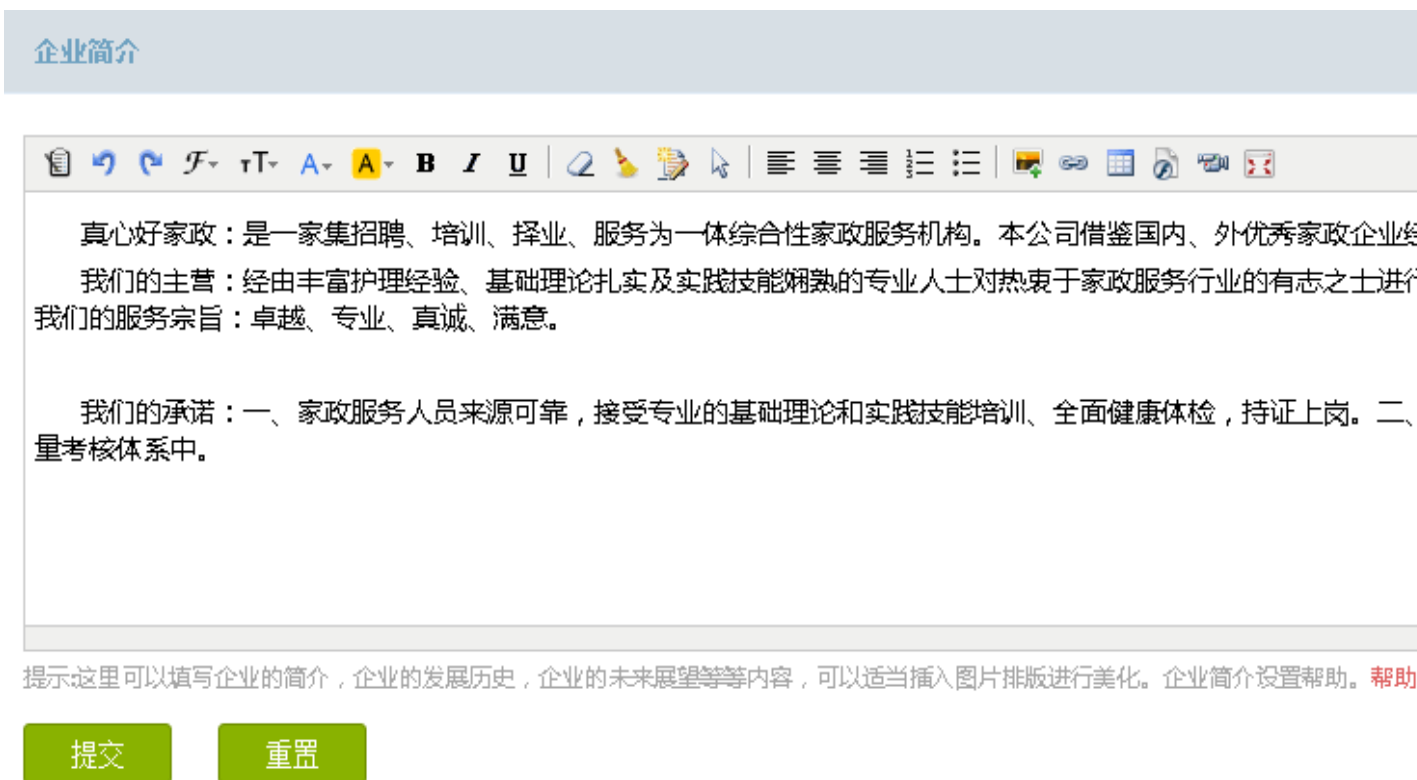 企业简介
真心好家政：是一家集招聘、培训、择业、服务为一体综合性家政服务机构。本公司借鉴国内、外优秀家政企业经
我们的主营：经由丰富护理经验、基础理论扎实及实践技能娴熟的专业人士对热衷于家政服务行业的有志之士进行
我们的服务宗旨：卓越、专业、真诚、满意。
我们的承诺：一、家政服务人员来源可靠，接受专业的基础理论和实践技能培训、全面健康体检，持证上岗。二、
量考核体系中。
提示:这里可以填写企业的简介，企业的发展历史，企业的未来展望等等内容，可以适当插入图片排版进行美化。企业简介设置帮助。帮助
提交 重置